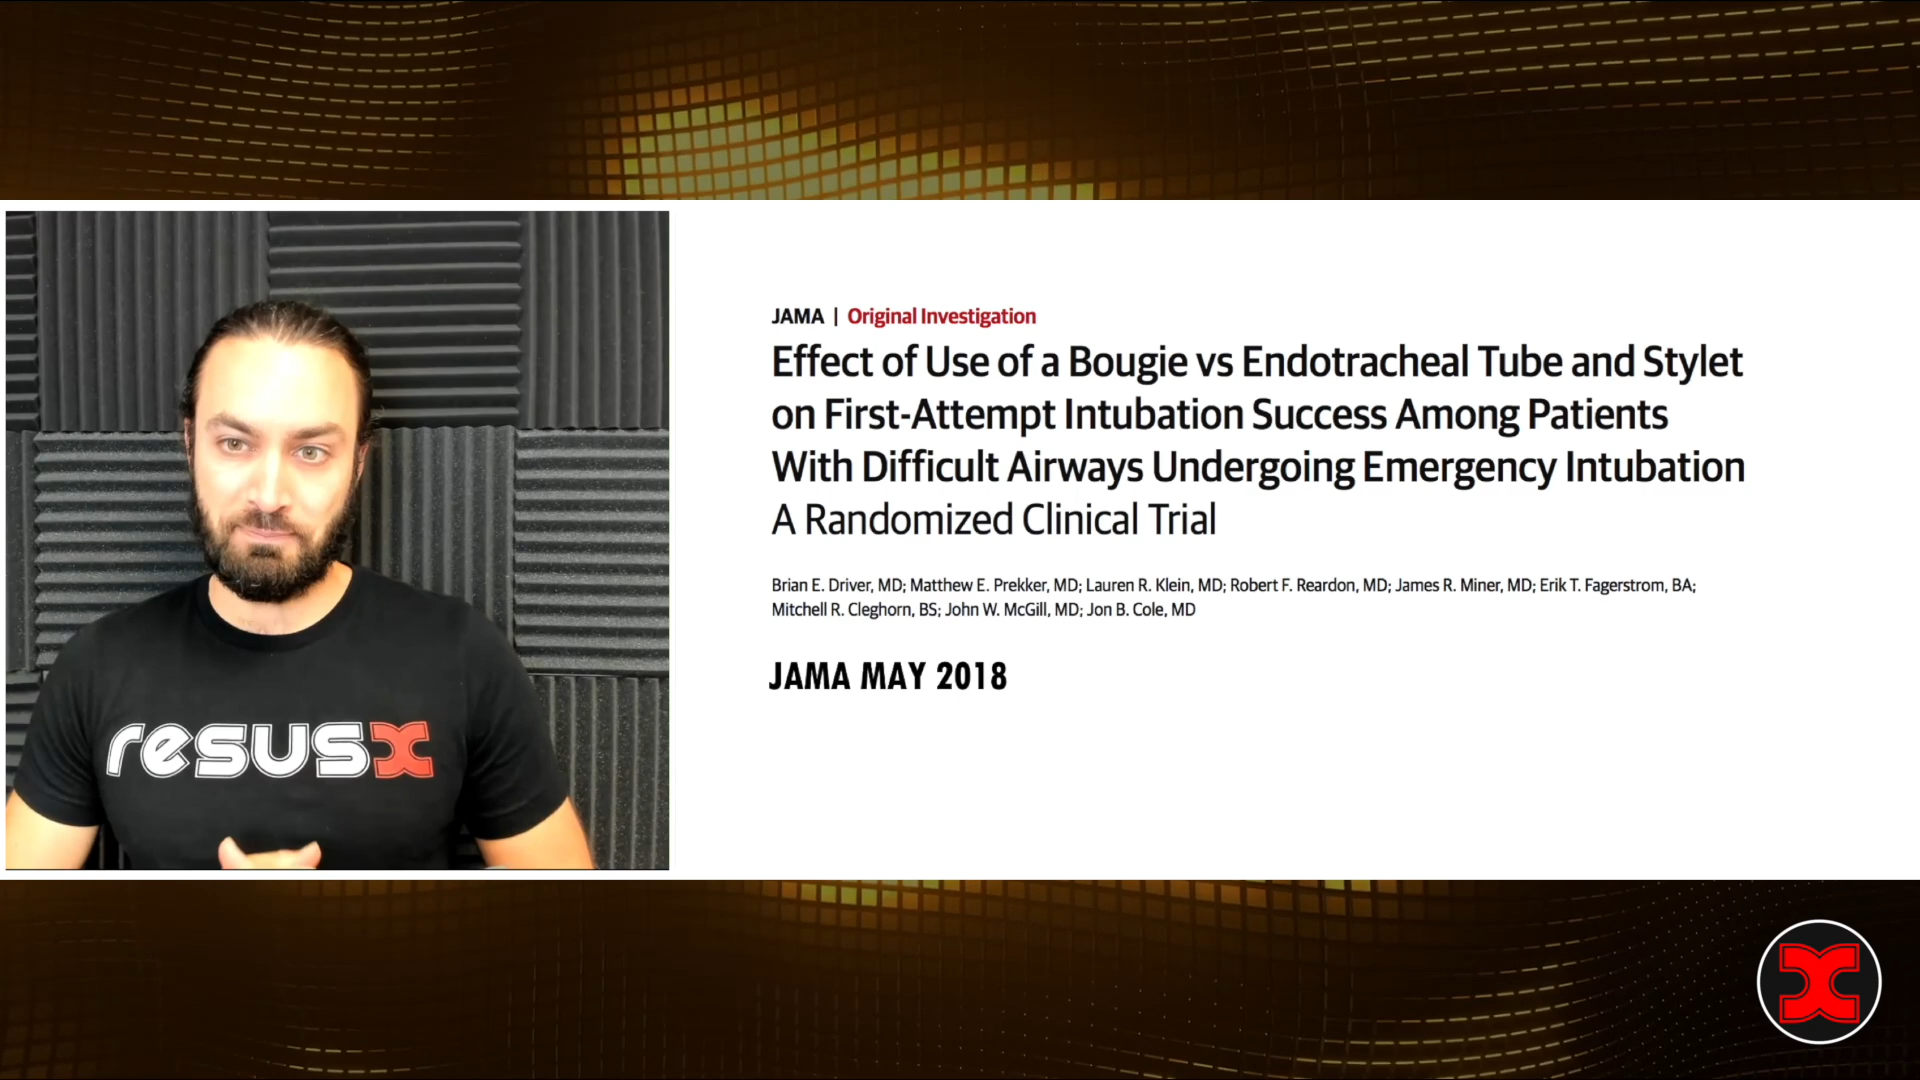 resusx
JAMA | Original Investigation
Effect of Use of a Bougie vs Endotracheal Tube and Stylet
on First-Attempt Intubation Success Among Patients
With Difficult Airways Undergoing Emergency Intubation
A Randomized Clinical Trial
Brian E. Driver, MD; Matthew E. Prekker, MD; Lauren R. Klein, MD; Robert F. Reardon, MD; James R. Miner, MD; Erik T. Fagerstrom, BA;
Mitchell R. Cleghorn, BS; John W. McGill, MD; Jon B. Cole, MD
JAMA MAY 2018
X